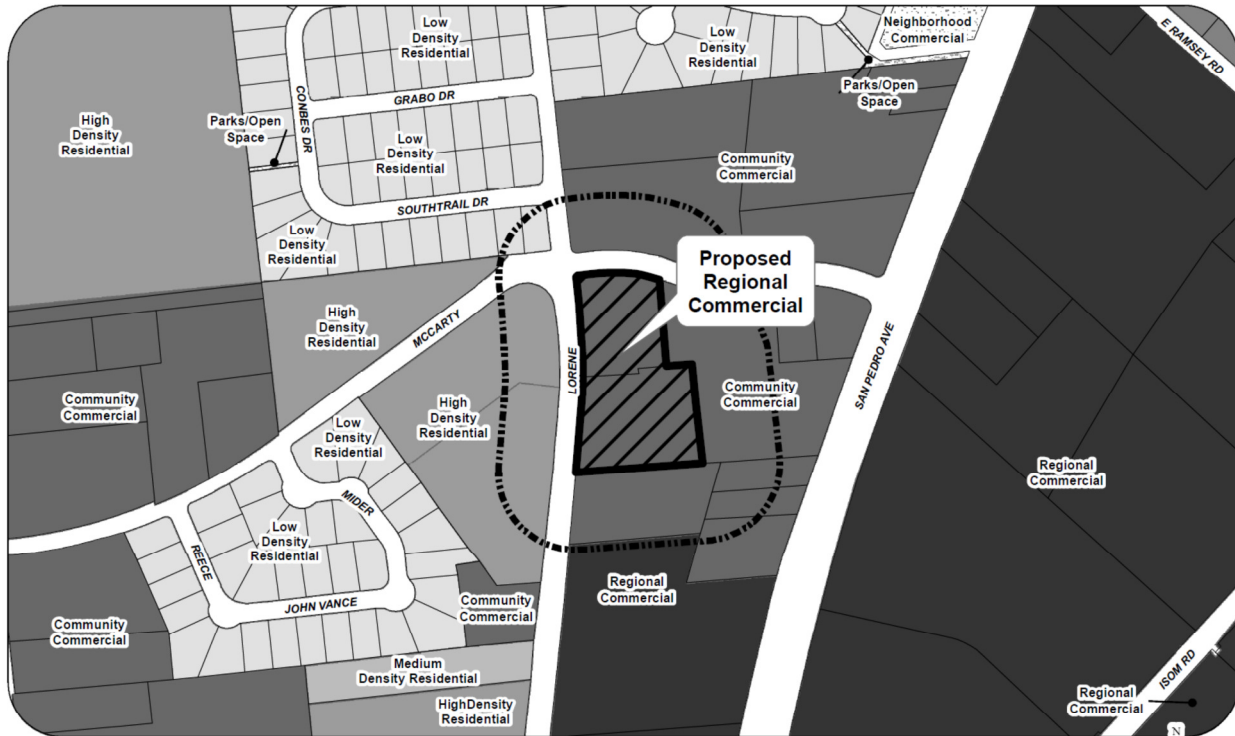 Low
Density
Residential
Low
Density
Residential
Neighborhood
Commercial
E RAMSEY RD
High
Density
Residential
Parks/Open
Space
CONBES DR
GRABO DR
Parks/Open
Space
Low
Density
Residential
Community
Commercial
SOUTHTRAIL DR
Low
Density
Residential
Proposed
Regional
Commercial
High
Density
Residential
MCCARTY
LORENE
SAN PEDRO AVE
Community
Commercial
High
Density
Residential
Community
Commercial
Low
Density
Residential
Regional
Commercial
MIDER
Low
Density
Residential
REECE
JOHN VANCE
Community
Commercial
Regional
Commercial
Community
Commercial
Medium
Density Residential
HighDensity
Residential
ISOM RD
Regional
Commercial
N